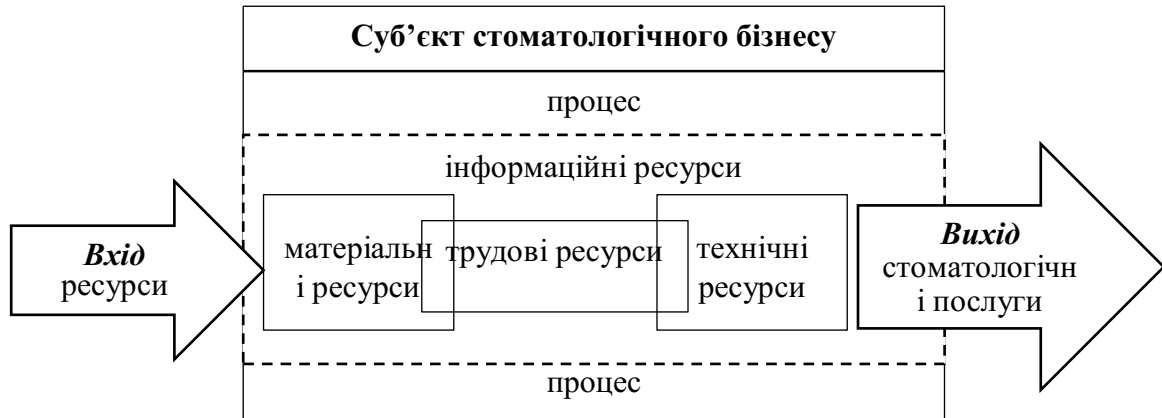 Суб’єкт стоматологічного бізнесу
процес
інформаційні ресурси
Вхід
ресурси
матеріальн
і ресурси
трудові ресурси
технічні
ресурси
Вихід
стоматологічн
і послуги
процес